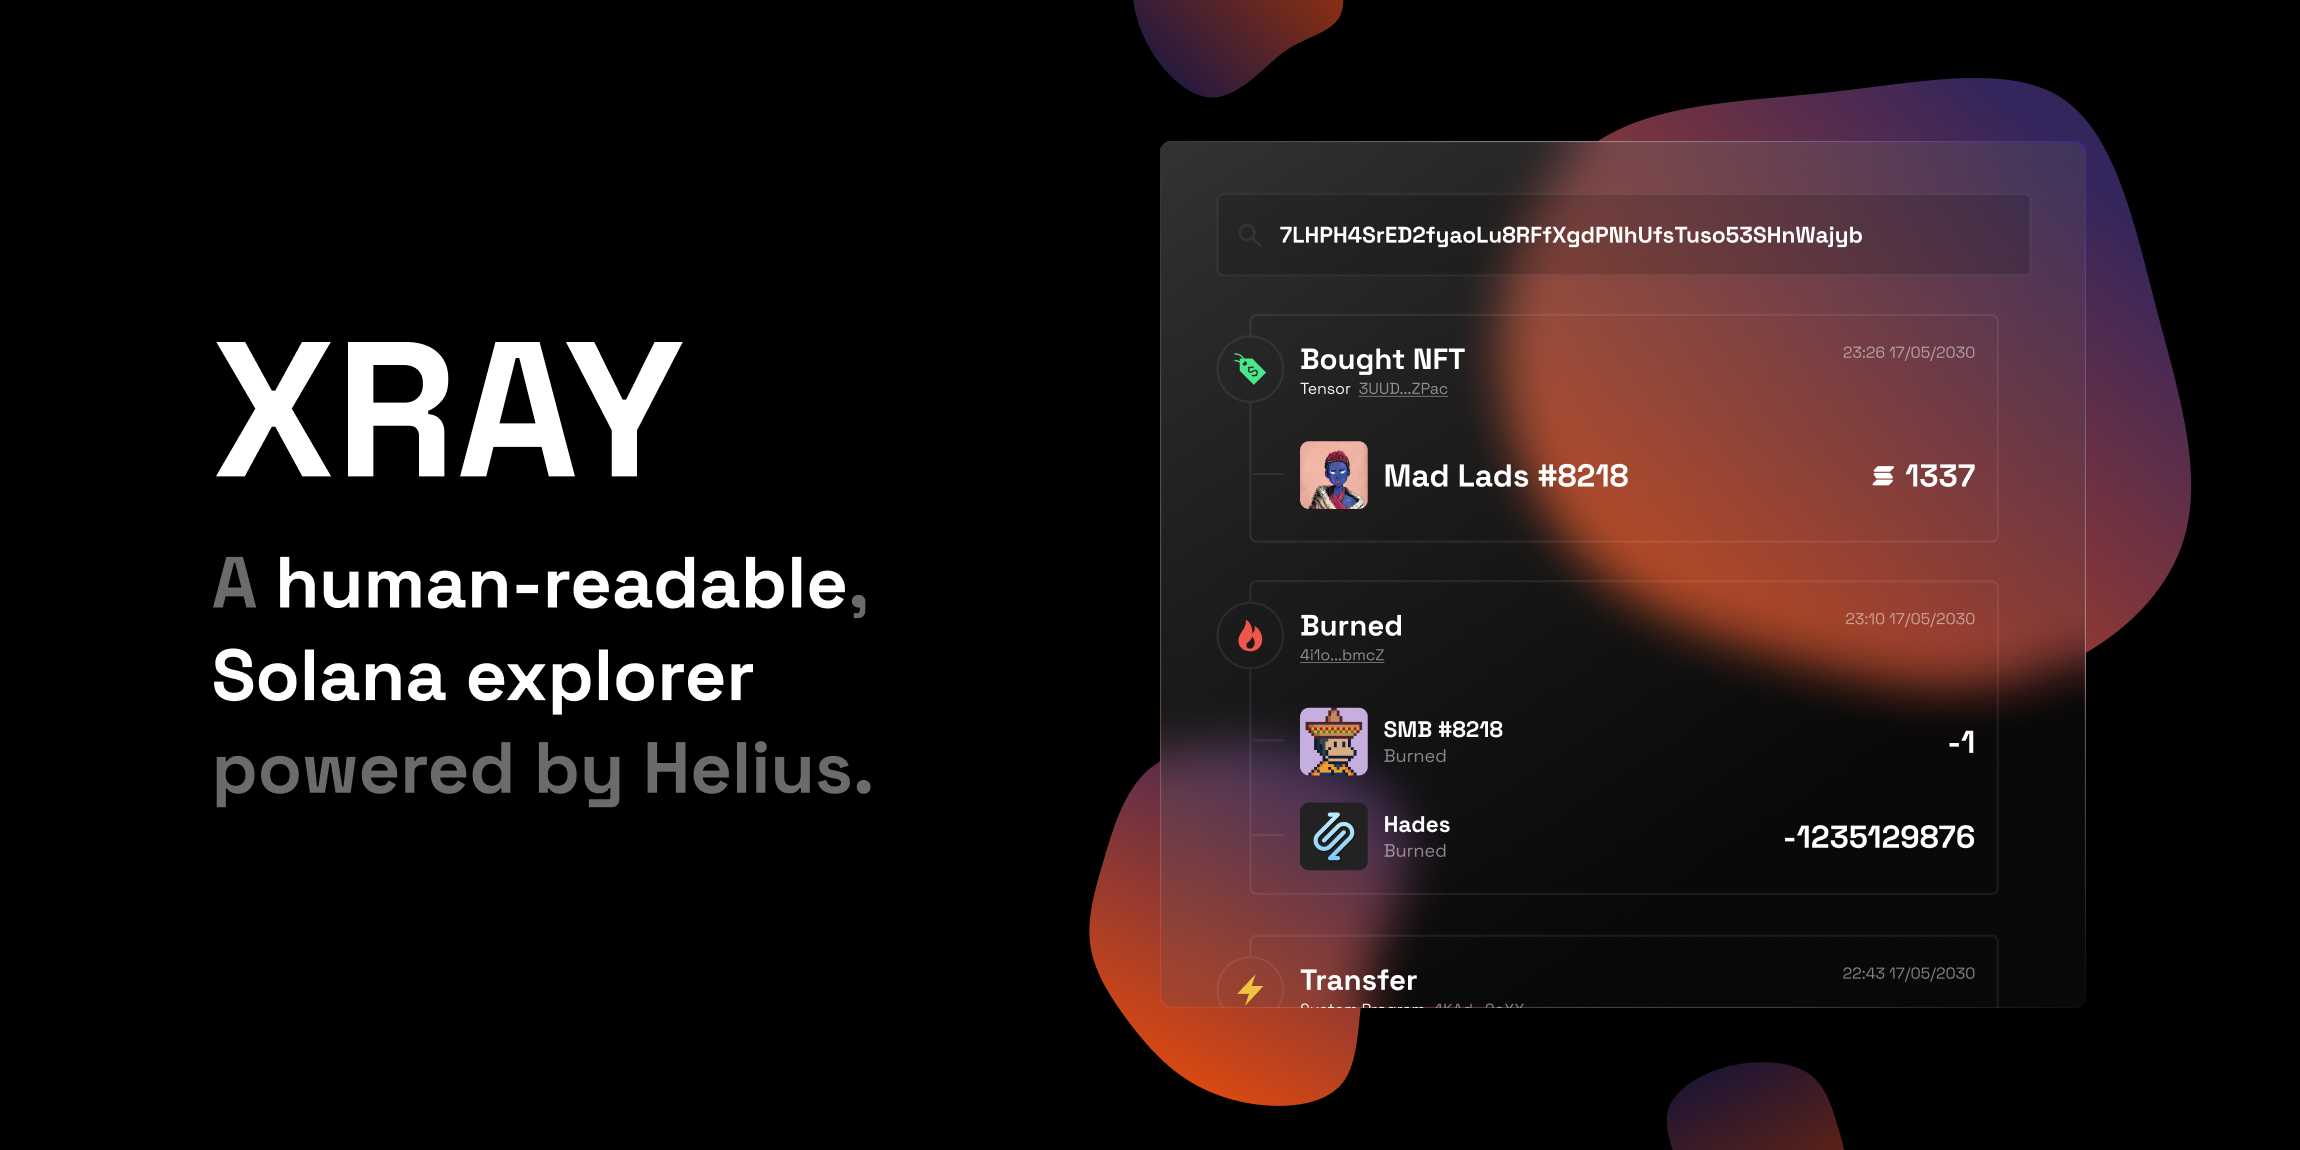 XRAY
A human-readable,
Solana explorer
powered by Helius.
7LHPH4SrED2fyaoLu8RFfXgdPNhUfsTuso53SHnWajyb
Bought NFT
23:26 17/05/2030
Tensor 3UUD...ZPac
Mad Lads #8218
1337
Burned
23:10 17/05/2030
4i1o...bmcZ
SMB #8218
Burned
-1
Hades
Burned
-1235129876
Transfer
22:43 17/05/2030
System Program